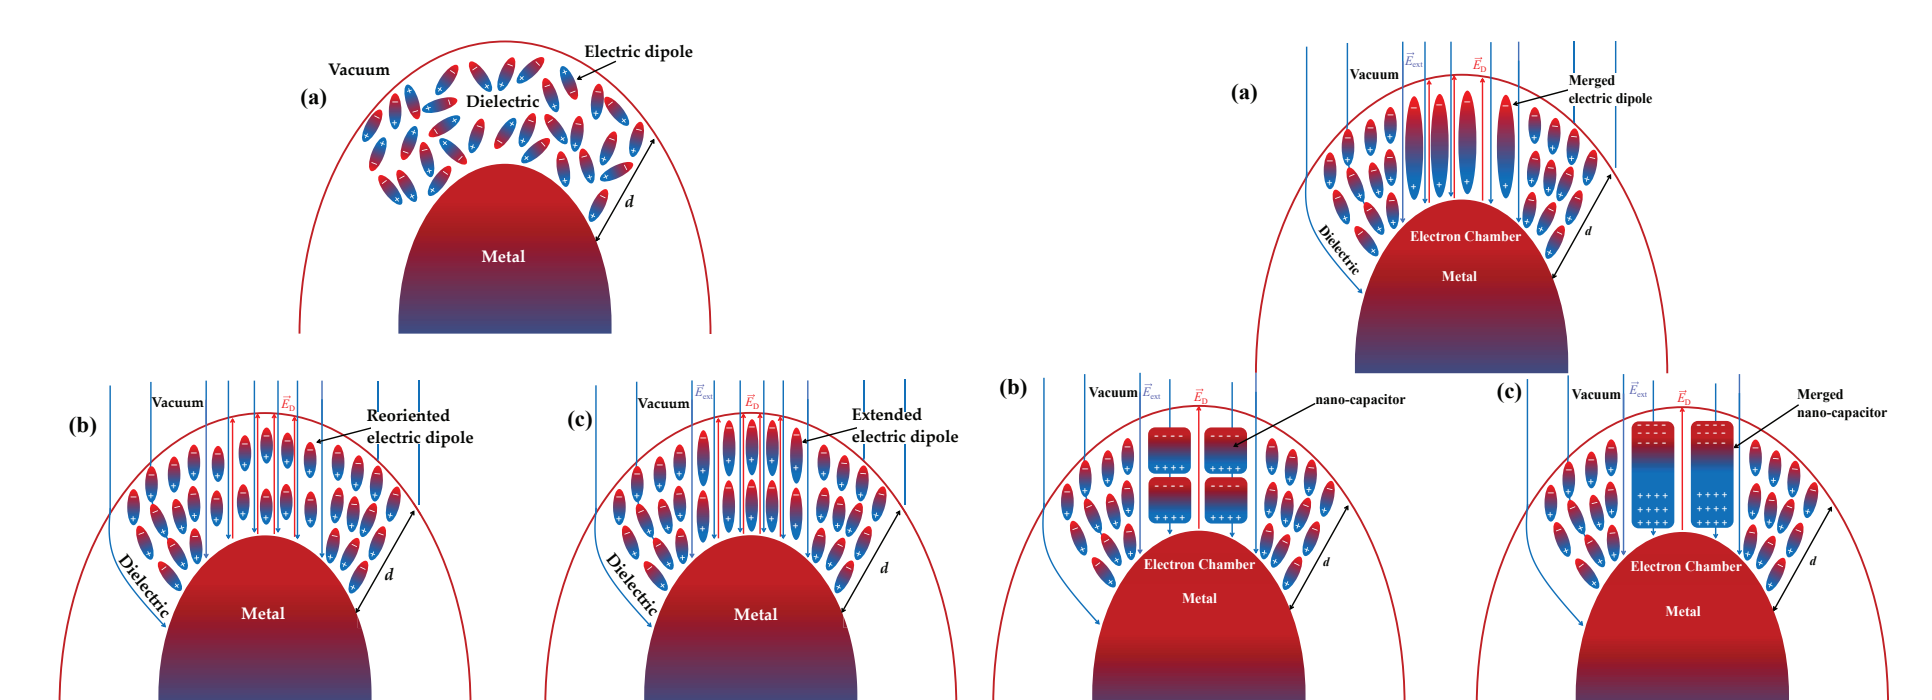 (a)
Vacuum
Electric dipole
Dielectric
d
Metal
(b)
Vacuum
E⃗D
Reoriented
electric dipole
Dielectric
d
Metal
(c)
Vacuum
E⃗ext
E⃗D
Extended
electric dipole
Dielectric
d
Metal
(a)
Vacuum
E⃗ext
E⃗D
Merged
electric dipole
Dielectric
d
Electron Chamber
Metal
(b)
Vacuum
E⃗ext
E⃗D
nano-capacitor
d
Electron Chamber
Metal
(c)
Vacuum
E⃗ext
E⃗D
Merged
nano-capacitor
d
Electron Chamber
Metal